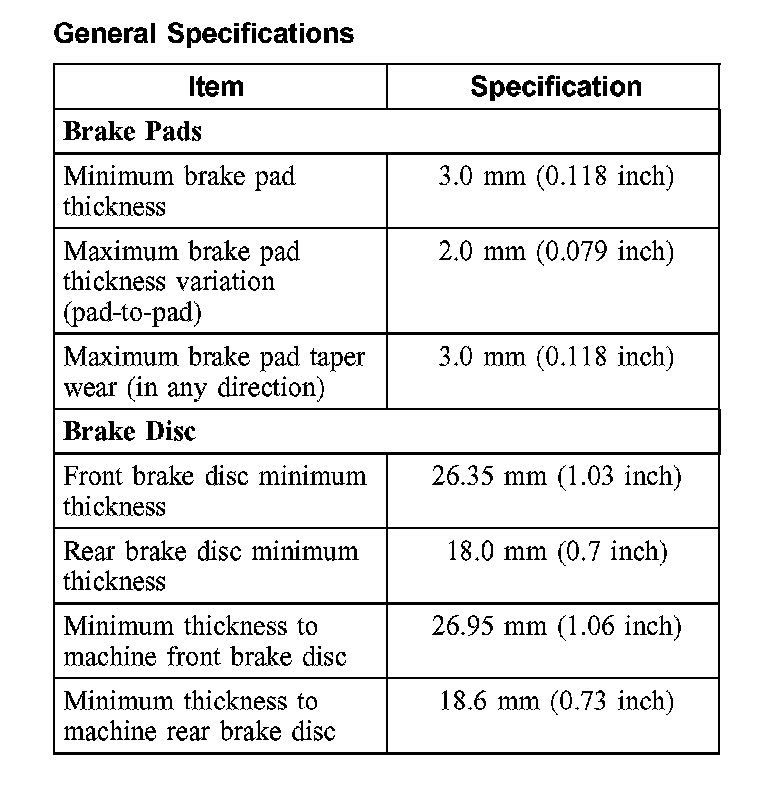 General Specifications
Item Specification
Brake Pads
Minimum brake pad 3.0 mm (0.118 inch)
thickness
Maximum brake pad 2.0 mm (0.079 inch)
thickness variation
(pad-to-pad)
Maximum brake pad taper 3.0 mm (0.118 inch)
wear (in any direction)
Brake Disc
Front brake disc minimum 26.35 mm (1.03 inch)
thickness
Rear brake disc minimum 18.0 mm (0.7 inch)
thickness
Minimum thickness to 26.95 mm (1.06 inch)
machine front brake disc
Minimum thickness to 18.6 mm (0.73 inch)
machine rear brake disc